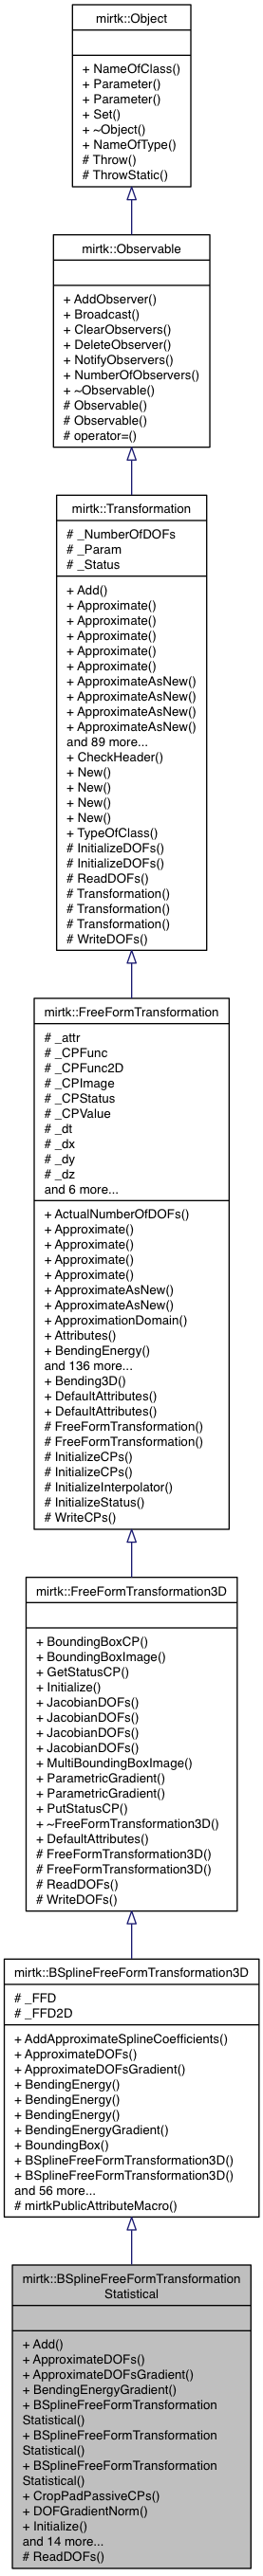 mirtk::Object
+ NameOfClass()
+ Parameter()
+ Parameter()
+ Set()
+ ~Object()
+ NameOfType()
# Throw()
# ThrowStatic()
mirtk::Observable
+ AddObserver()
+ Broadcast()
+ ClearObservers()
+ DeleteObserver()
+ NotifyObservers()
+ NumberOfObservers()
+ ~Observable()
# Observable()
# Observable()
# operator=()
mirtk::Transformation
# _NumberOfDOFs
# _Param
# _Status
+ Add()
+ Approximate()
+ Approximate()
+ Approximate()
+ Approximate()
+ Approximate()
+ ApproximateAsNew()
+ ApproximateAsNew()
+ ApproximateAsNew()
+ ApproximateAsNew()
and 89 more...
+ CheckHeader()
+ New()
+ New()
+ New()
+ New()
+ TypeOfClass()
# InitializeDOFs()
# InitializeDOFs()
# ReadDOFs()
# Transformation()
# Transformation()
# Transformation()
# WriteDOFs()
mirtk::FreeFormTransformation
# _attr
# _CPFunc
# _CPFunc2D
# _CPImage
# _CPStatus
# _CPValue
# _dt
# _dx
# _dy
# _dz
and 6 more...
+ ActualNumberOfDOFs()
+ Approximate()
+ Approximate()
+ Approximate()
+ Approximate()
+ ApproximateAsNew()
+ ApproximateAsNew()
+ ApproximationDomain()
+ Attributes()
+ BendingEnergy()
and 136 more...
+ Bending3D()
+ DefaultAttributes()
+ DefaultAttributes()
# FreeFormTransformation()
# FreeFormTransformation()
# InitializeCPs()
# InitializeCPs()
# InitializeInterpolator()
# InitializeStatus()
# WriteCPs()
mirtk::FreeFormTransformation3D
+ BoundingBoxCP()
+ BoundingBoxImage()
+ GetStatusCP()
+ Initialize()
+ JacobianDOFs()
+ JacobianDOFs()
+ JacobianDOFs()
+ JacobianDOFs()
+ MultiBoundingBoxImage()
+ ParametricGradient()
+ ParametricGradient()
+ PutStatusCP()
+ ~FreeFormTransformation3D()
+ DefaultAttributes()
# FreeFormTransformation3D()
# FreeFormTransformation3D()
# ReadDOFs()
# WriteDOFs()
mirtk::BSplineFreeFormTransformation3D
# _FFD
# _FFD2D
+ AddApproximateSplineCoefficients()
+ ApproximateDOFs()
+ ApproximateDOFsGradient()
+ BendingEnergy()
+ BendingEnergy()
+ BendingEnergy()
+ BendingEnergyGradient()
+ BoundingBox()
+ BSplineFreeFormTransformation3D()
+ BSplineFreeFormTransformation3D()
and 56 more...
# mirtkPublicAttributeMacro()
mirtk::BSplineFreeFormTransformation
Statistical
+ Add()
+ ApproximateDOFs()
+ ApproximateDOFsGradient()
+ BendingEnergyGradient()
+ BSplineFreeFormTransformation
Statistical()
+ BSplineFreeFormTransformation
Statistical()
+ BSplineFreeFormTransformation
Statistical()
+ CropPadPassiveCPs()
+ DOFGradientNorm()
+ Initialize()
and 14 more...
# ReadDOFs()